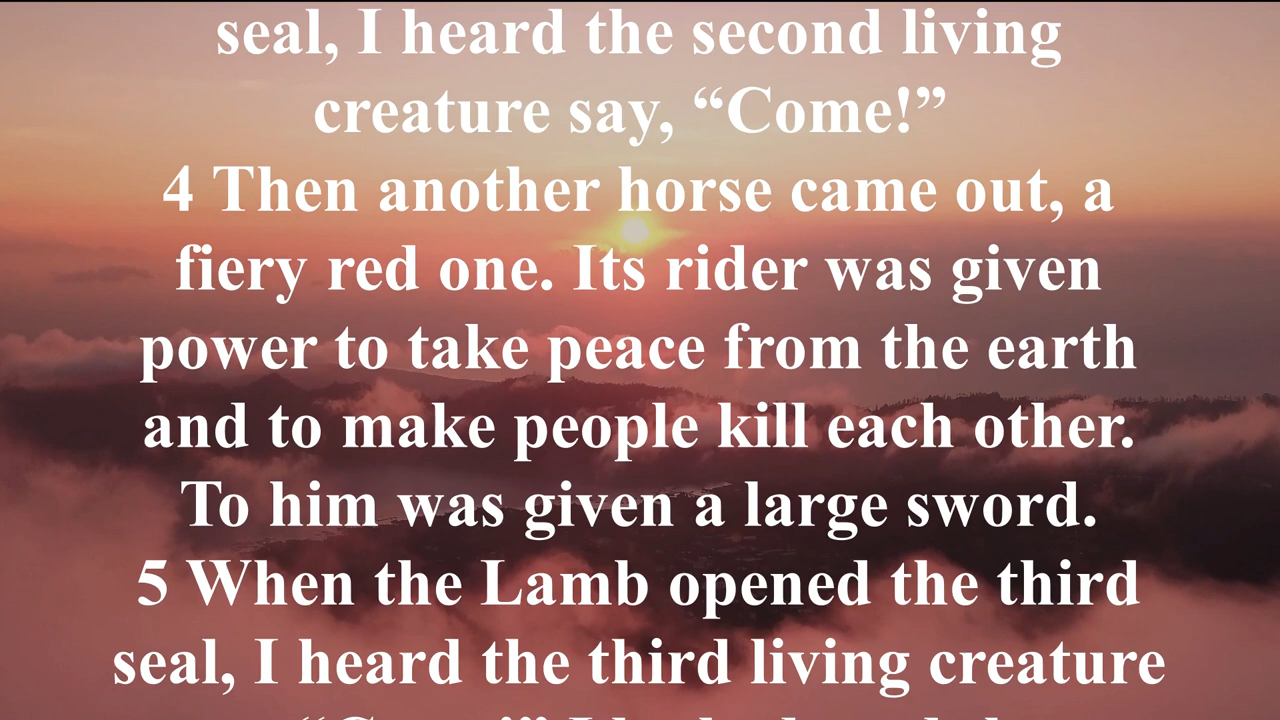 seal, I heard the second living
creature say, “Come!”
4 Then another horse came out, a
fiery red one. Its rider was given
power to take peace from the earth
and to make people kill each other.
To him was given a large sword.
5 When the Lamb opened the third
seal, I heard the third living creature